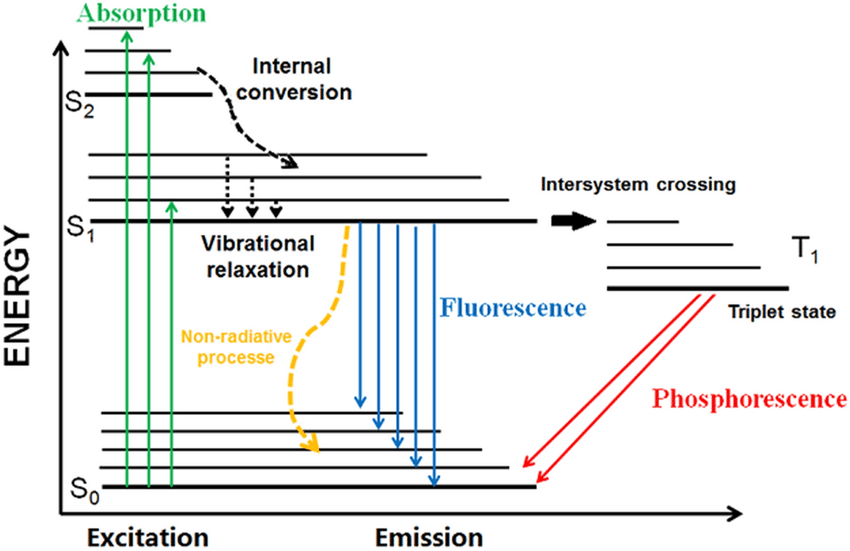 Absorption
Internal
conversion
S2
Intersystem crossing
S1
Vibrational
relaxation
T1
ENERGY
Fluorescence
Triplet state
Non-radiative
processe
Phosphorescence
S0
Excitation
Emission